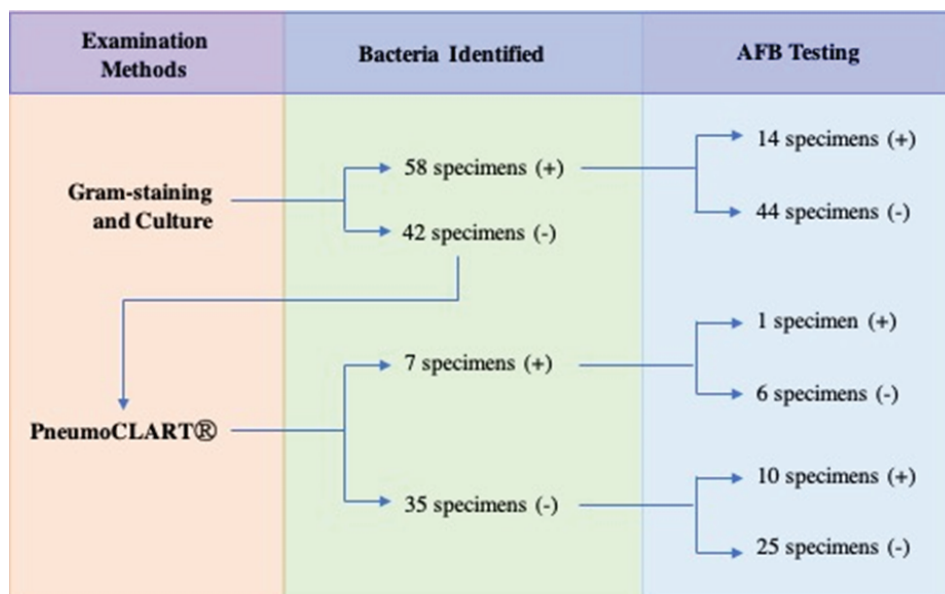 Examination
Methods
Bacteria Identified
AFB Testing
Gram-staining
and Culture
58 specimens (+)
42 specimens (-)
14 specimens (+)
44 specimens (-)
PneumoCLART®
7 specimens (+)
35 specimens (-)
1 specimen (+)
6 specimens (-)
10 specimens (+)
25 specimens (-)